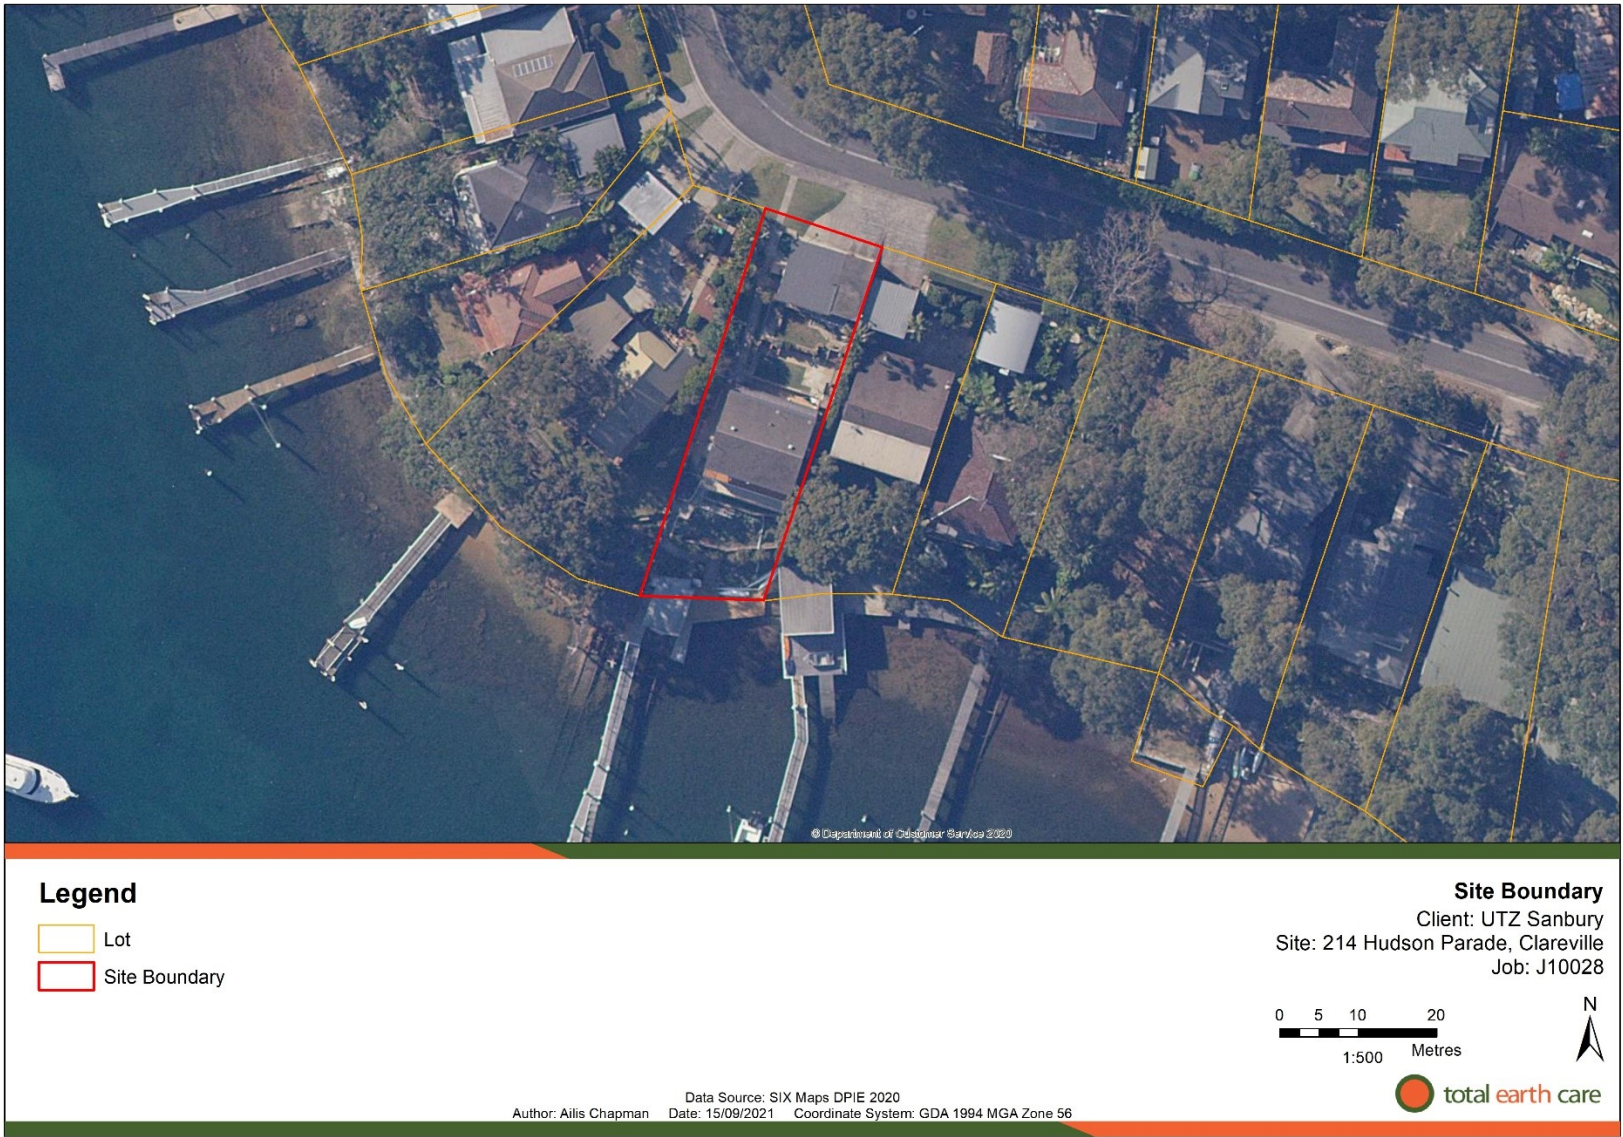 © Department of Customer Service 2020
Legend
Lot
Site Boundary
Site Boundary
Client: UTZ Sanbury
Site: 214 Hudson Parade, Clareville
Job: J10028
N
0 5 10 20
1:500 Metres
total earth care
Data Source: SIX Maps DPIE 2020
Author: Ailis Chapman Date: 15/09/2021 Coordinate System: GDA 1994 MGA Zone 56